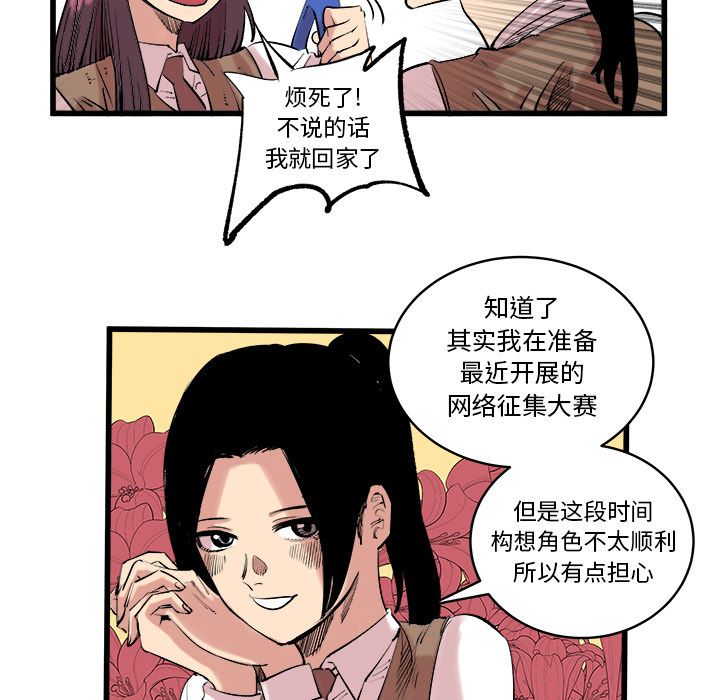 烦死了!
不说的话
我就回家了
知道了
其实我在准备
最近开展的
网络征集大赛
但是这段时间
构想角色不太顺利
所以有点担心